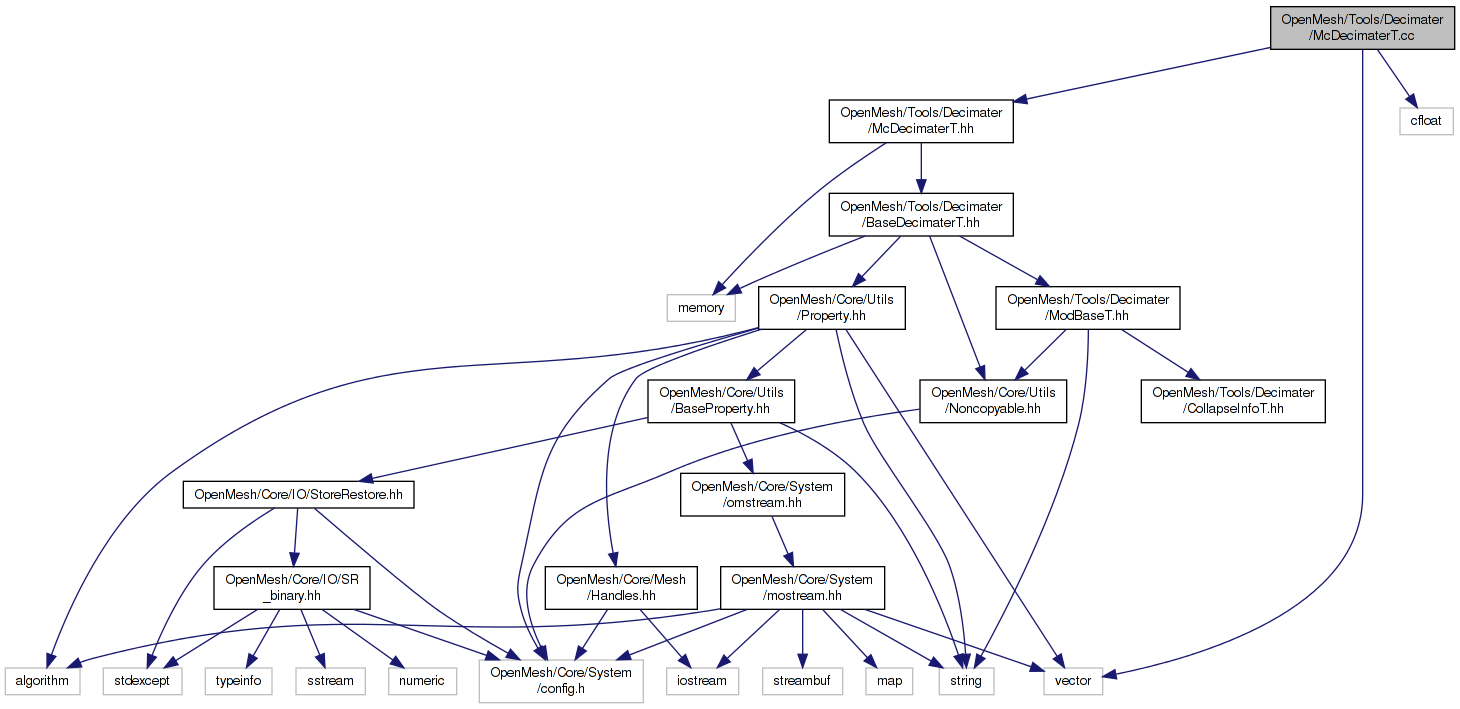 OpenMesh/Tools/Decimater
/McDecimaterT.cc
OpenMesh/Tools/Decimater
/McDecimaterT.hh
cfloat
OpenMesh/Tools/Decimater
/BaseDecimaterT.hh
memory
OpenMesh/Core/Utils
/Property.hh
OpenMesh/Tools/Decimater
/ModBaseT.hh
OpenMesh/Core/Utils
/BaseProperty.hh
OpenMesh/Core/Utils
/Noncopyable.hh
OpenMesh/Tools/Decimater
/CollapseInfoT.hh
OpenMesh/Core/IO/StoreRestore.hh
OpenMesh/Core/System
/omstream.hh
OpenMesh/Core/IO/SR
_binary.hh
OpenMesh/Core/Mesh
/Handles.hh
OpenMesh/Core/System
/mostream.hh
algorithm
stdexcept
typeinfo
sstream
numeric
OpenMesh/Core/System
/config.h
iostream
streambuf
map
string
vector